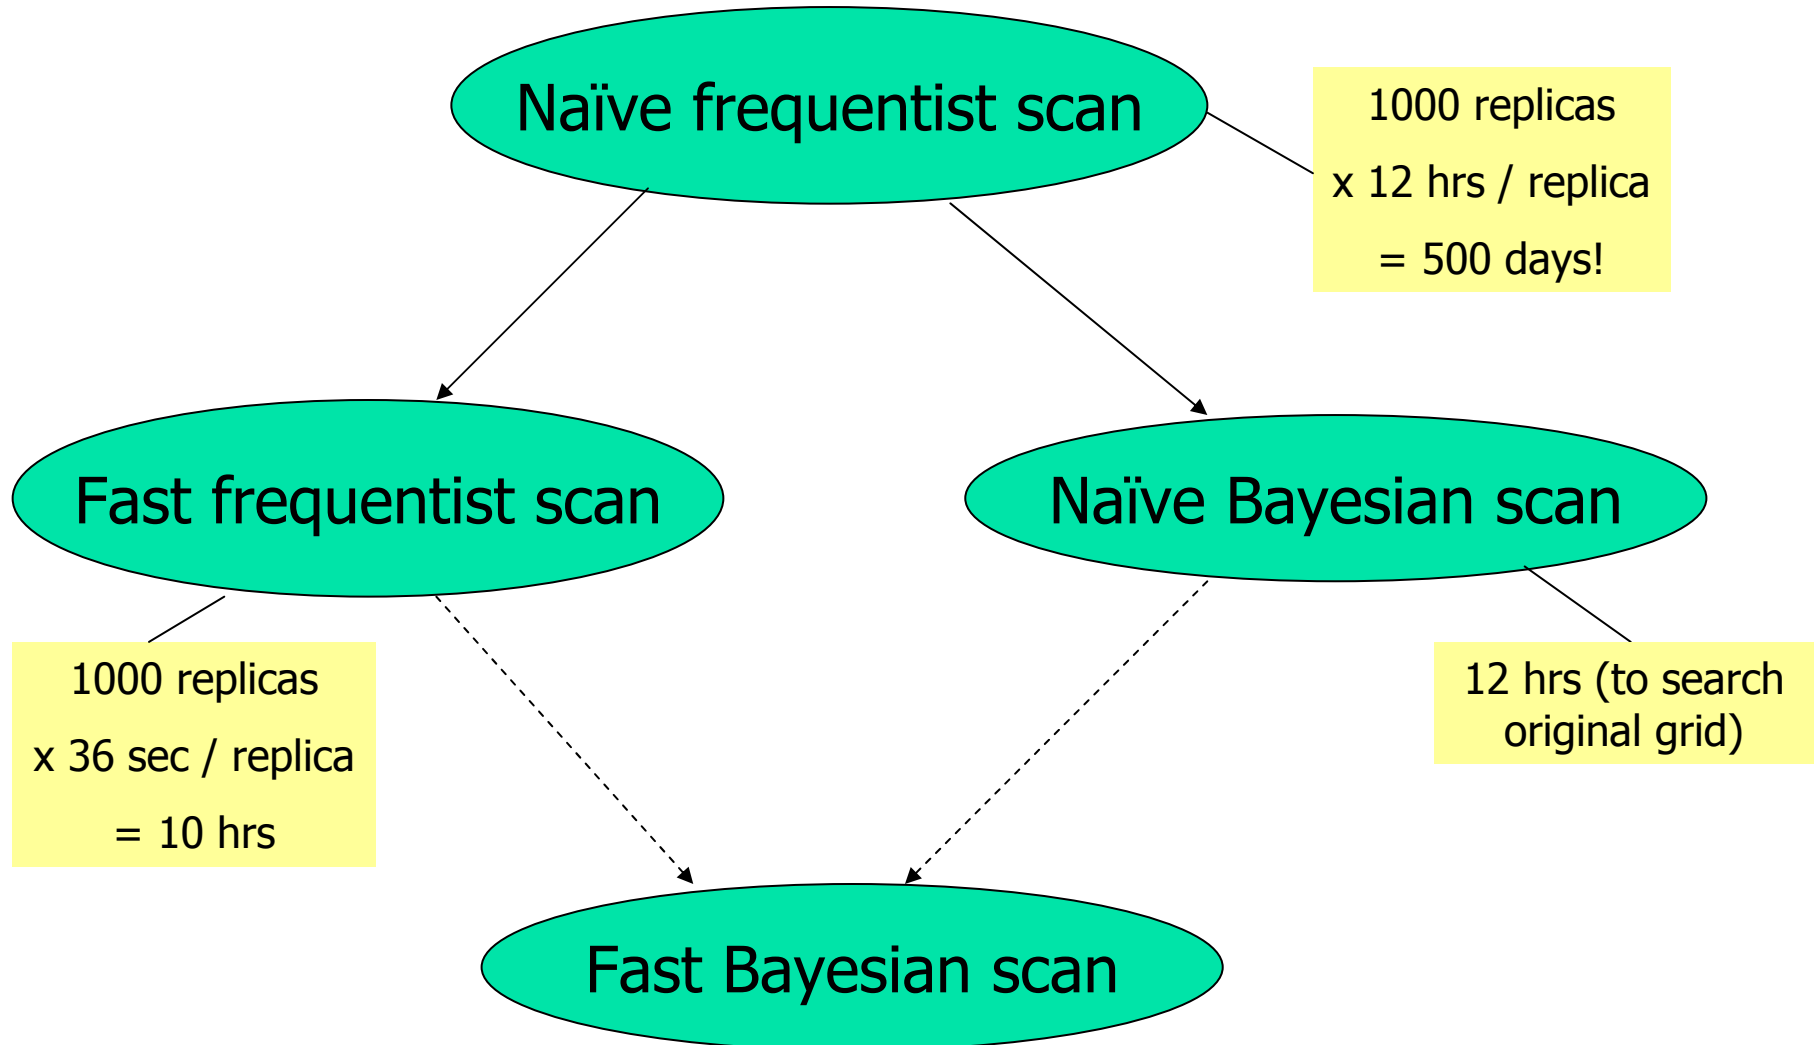 Naïve frequentist scan
1000 replicas
x 12 hrs / replica
= 500 days!
Fast frequentist scan
Naïve Bayesian scan
1000 replicas
x 36 sec / replica
= 10 hrs
12 hrs (to search
original grid)
Fast Bayesian scan